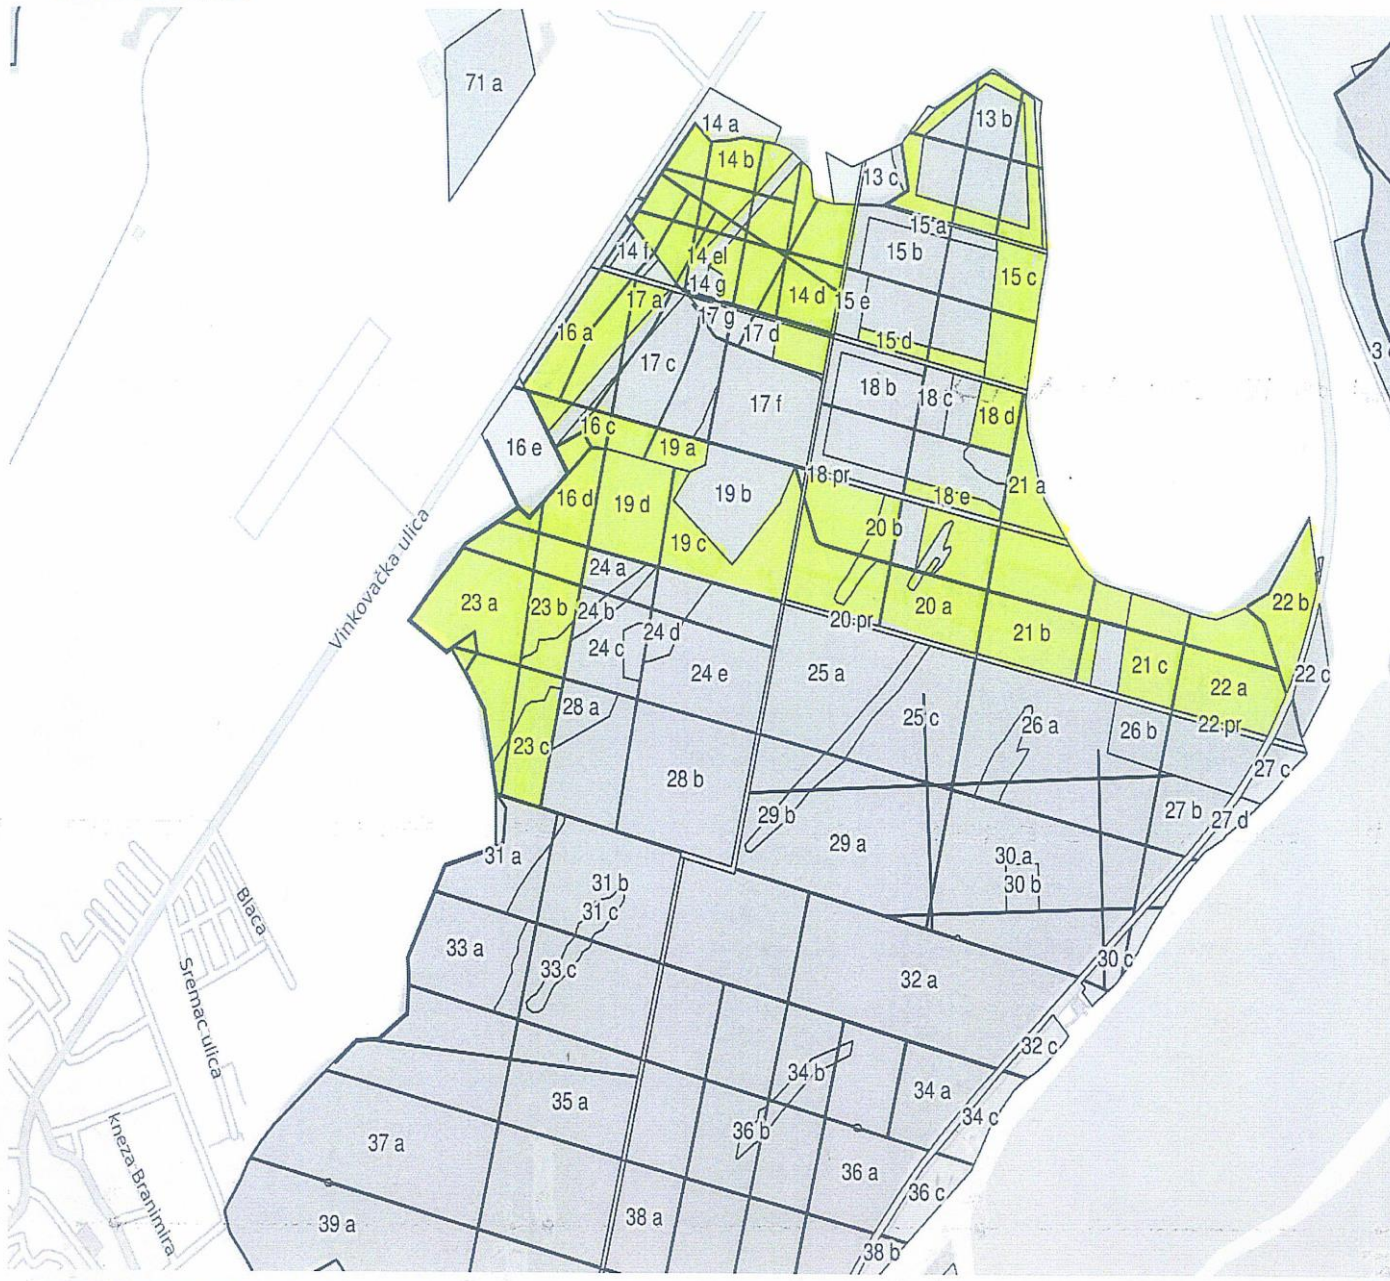 71 a
14 a
13 b
14 b
13 c
15 a
14 f
14 el
15 b
14 g
15 c
14 d
15 e
17 a
17 g
17 d
16 a
15 d
3
17 c
18 b
18 c
17 f
18 d
16 c
16 e
19 a
18 pr
21 a
19 b
18 e
16 d
19 d
20 b
19 c
Vinkovačka ulica
24 a
23 a
23 b
24 b
20 a
22 b
24 d
20 pr
21 b
24 c
24 e
25 a
21 c
22 c
22 a
28 a
25 c
26 a
26 b
22 pr
23 c
27 c
28 b
29 b
27 b
27 d
29 a
31 a
30 a
31 b
30 b
Blaca
31 c
33 a
33 c
30 c
32 a
Sremac ulica
32 c
34 b
34 a
35 a
34 c
36 b
37 a
36 a
kneza Branimira
36 c
39 a
38 a
38 b